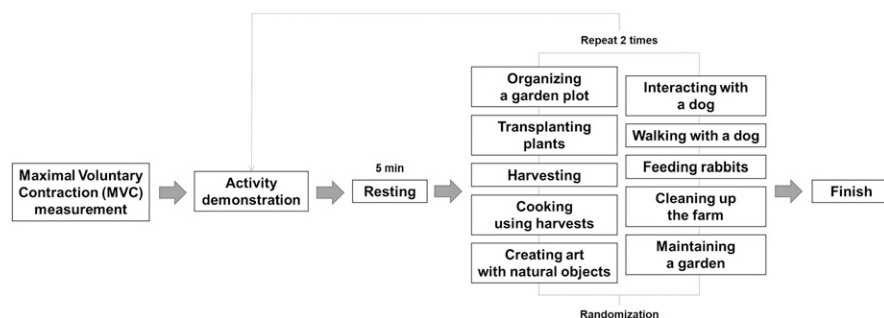 Repeat 2 times
Maximal Voluntary
Contraction (MVC)
measurement
Activity
demonstration
5 min
Resting
Organizing
a garden plot
Transplanting
plants
Harvesting
Cooking
using harvests
Creating art
with natural objects
Interacting with
a dog
Walking with a dog
Feeding rabbits
Cleaning up
the farm
Maintaining
a garden
Finish
Randomization